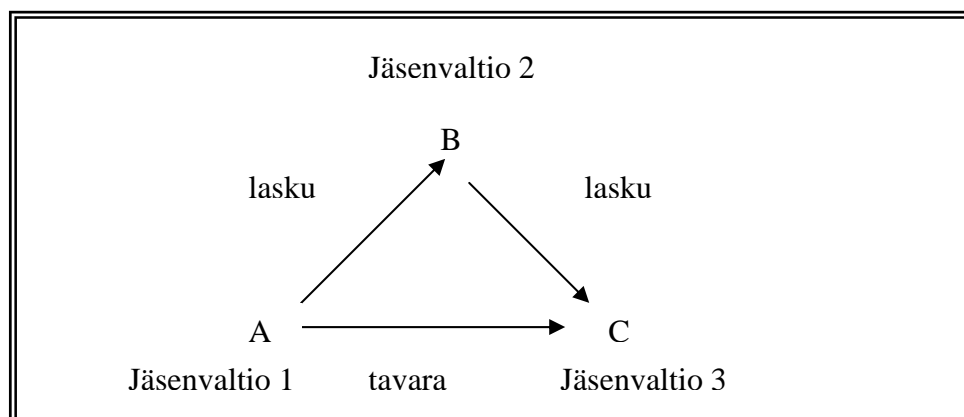 Jäsenvaltio 2
B
lasku lasku
A C
Jäsenvaltio 1 tavara Jäsenvaltio 3